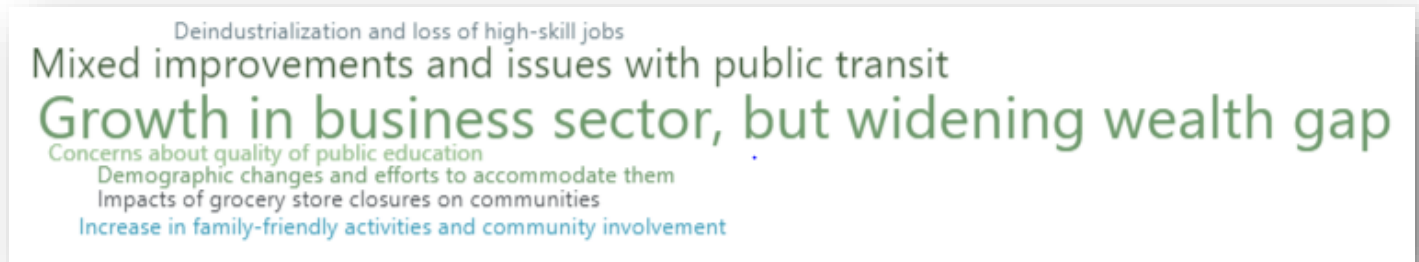 Deindustrialization and loss of high-skill jobs
Mixed improvements and issues with public transit
Growth in business sector, but widening wealth gap
Concerns about quality of public education
Demographic changes and efforts to accommodate them
Impacts of grocery store closures on communities
Increase in family-friendly activities and community involvement